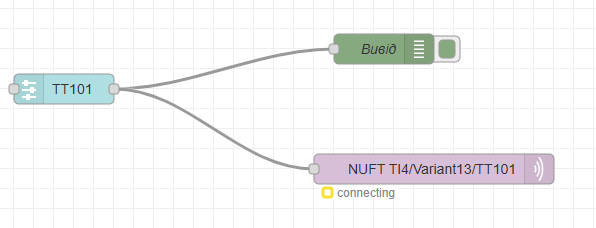 Вивід
TT101
NUFT TI4/Variant13/TT101
connecting